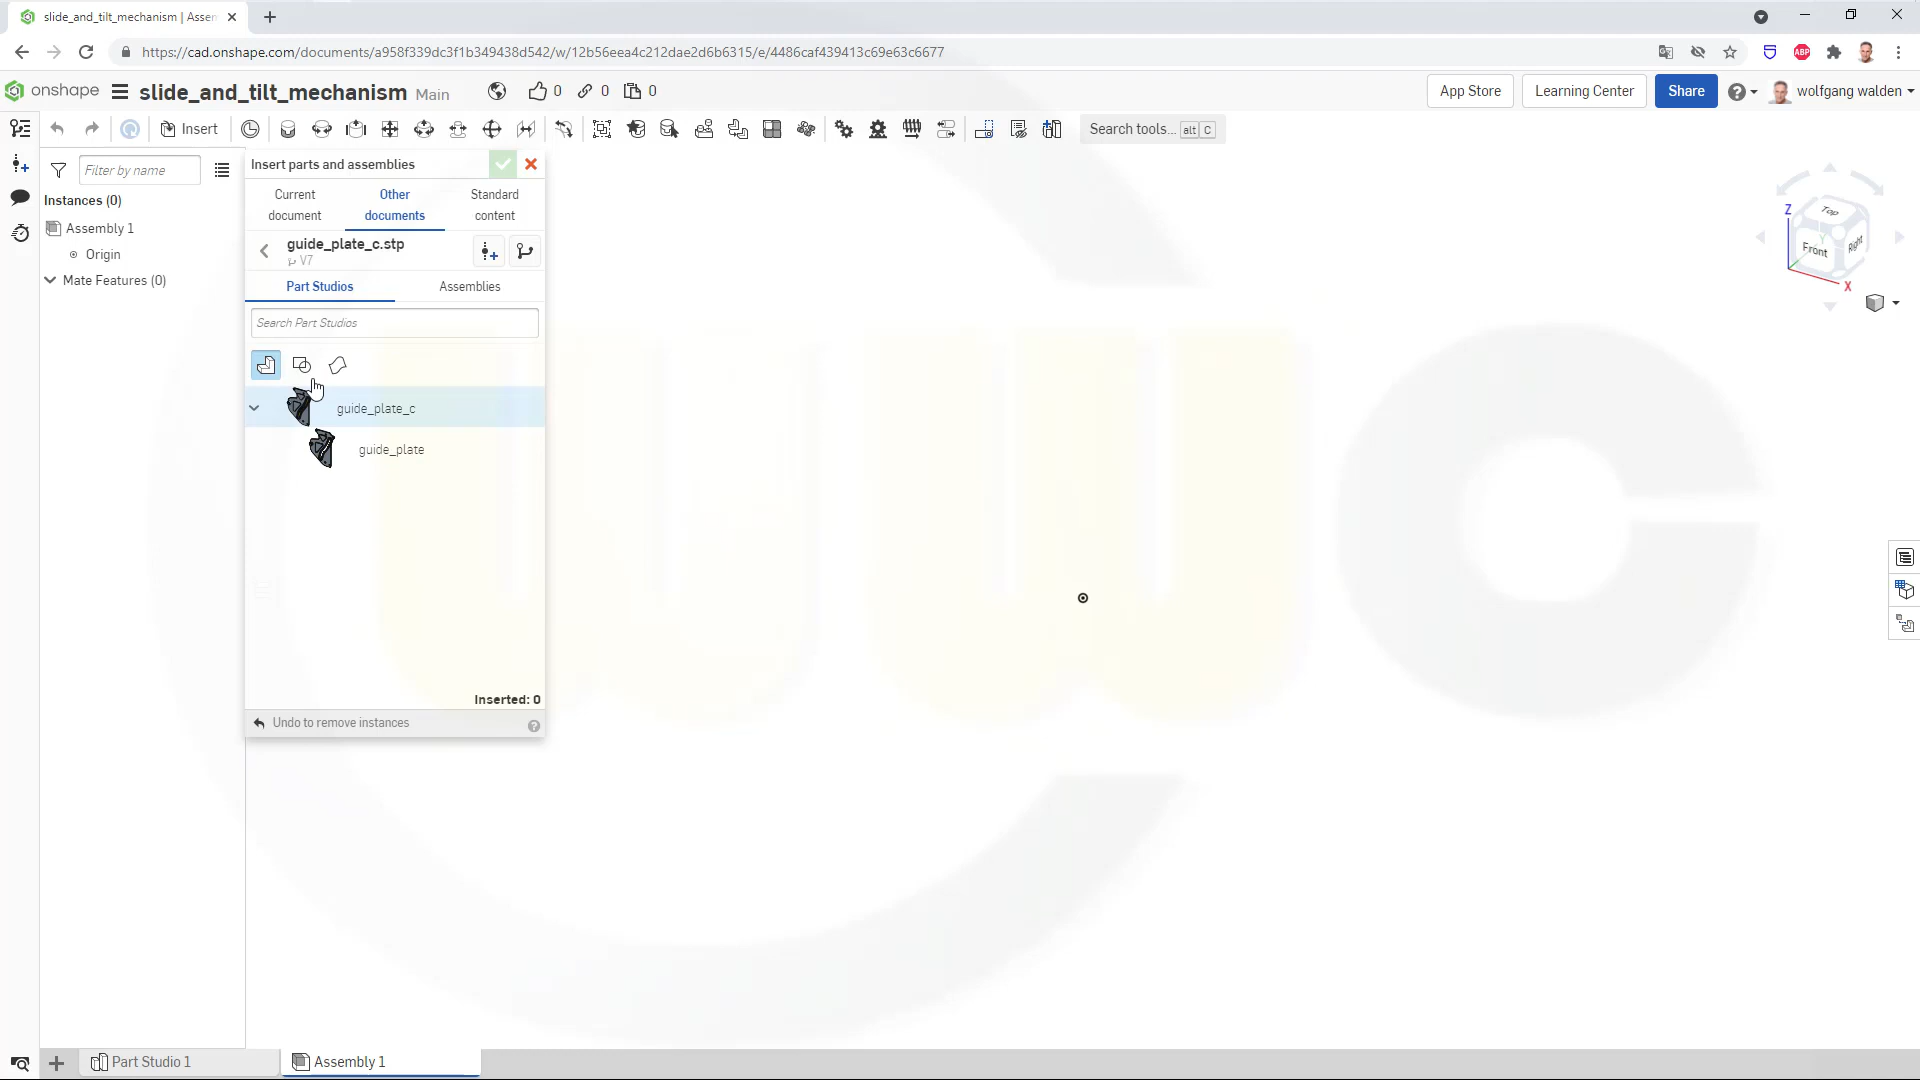 slide_and_tilt_mechanism | Assem
https://cad.onshape.com/documents/a958f339dc3f1b349438d542/w/12b56eea4c212dae2d6b6315/e/4486caf439413c69e63c6677
ABP
onshape
slide_and_tilt_mechanism Main
0
0
0
App Store
Learning Center
Share
wolfgang walden
Insert
Search tools... alt C
Filter by name
Instances (0)
Assembly 1
Origin
Mate Features (0)
Insert parts and assemblies
Current document
Other documents
Standard content
guide_plate_c.stp
V7
Part Studios
Assemblies
Search Part Studios
guide_plate_c
guide_plate
Inserted: 0
Undo to remove instances
Top
Front
Right
Z
Y
X
uwc
Part Studio 1
Assembly 1